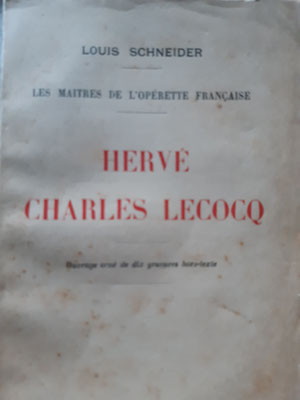 LOUIS SCHNEIDER
LES MAITRES DE L'OPÉRETTE FRANÇAISE
HERVÉ
CHARLES LECOCQ
Ouvrage orné de dix gravures hors-texte